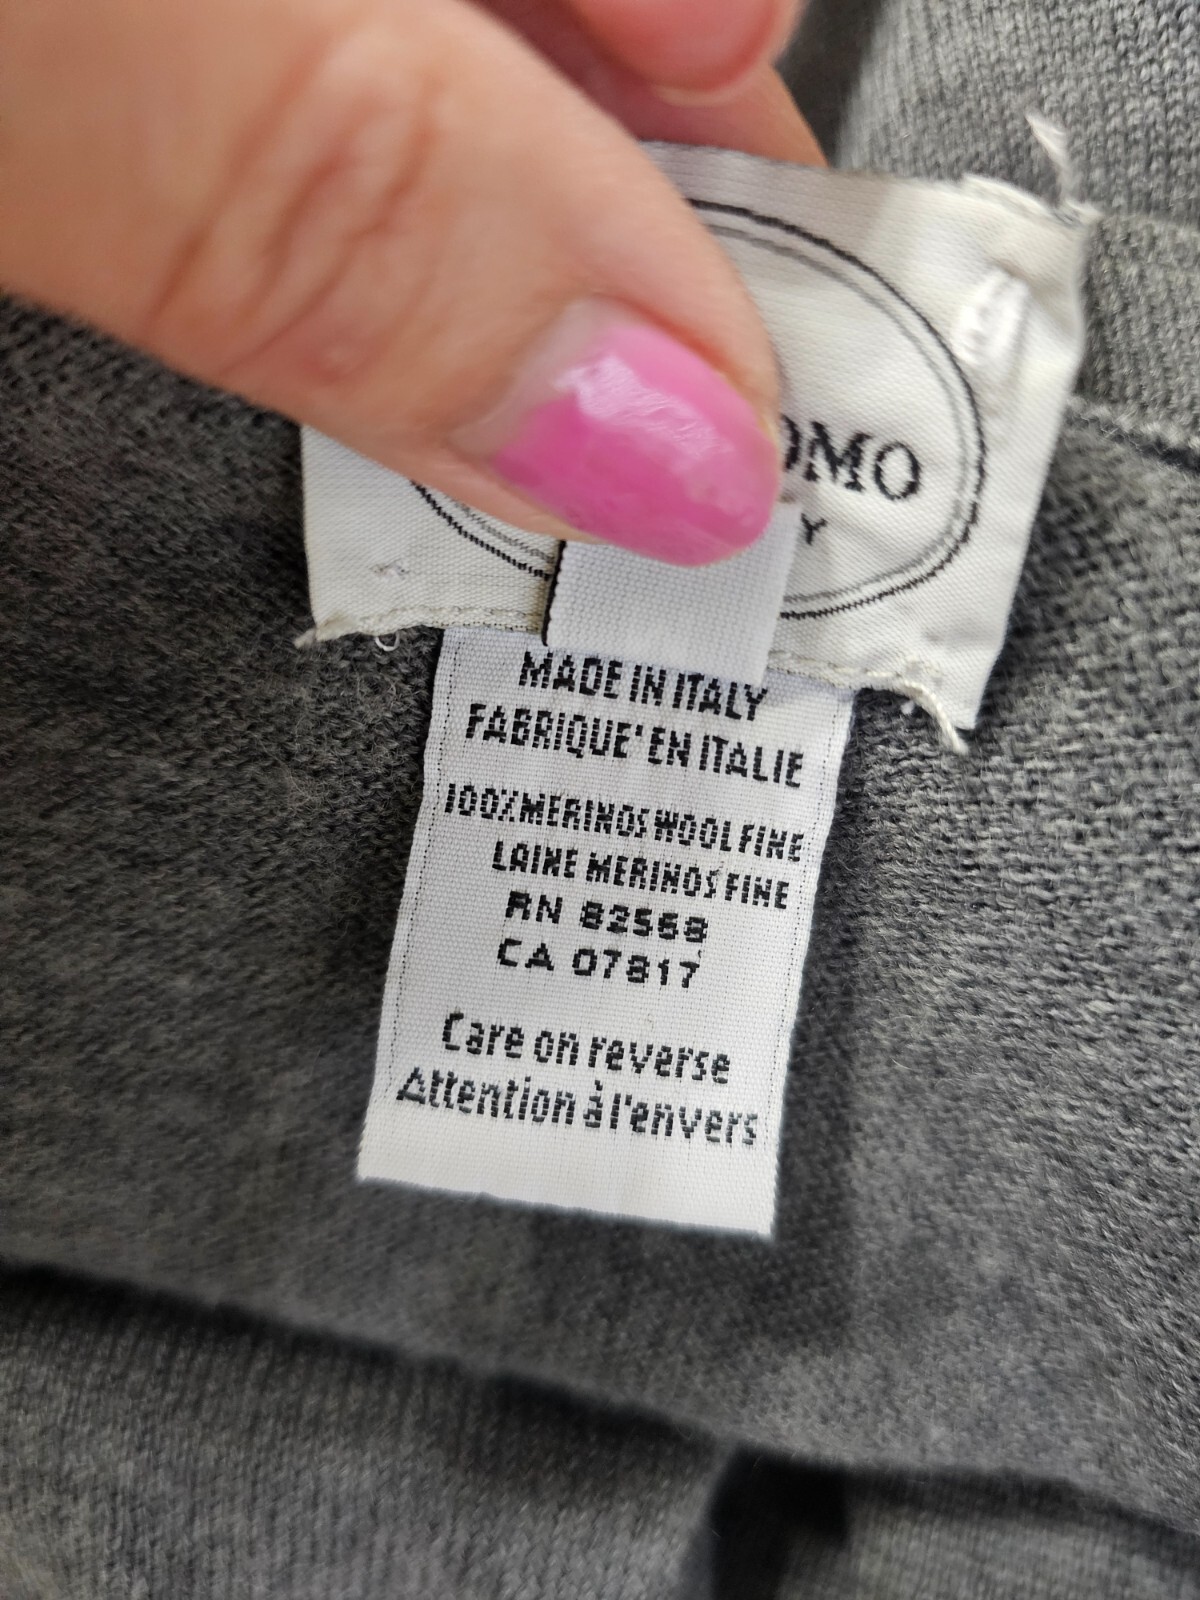 OMO
Y
MADE IN ITALY
FABRIQUE' EN ITALIE
100% MERINOS WOOL FINE
LAINE MERINOS FINE
RN 82568
CA 07817
Care on reverse
Attention à l'envers